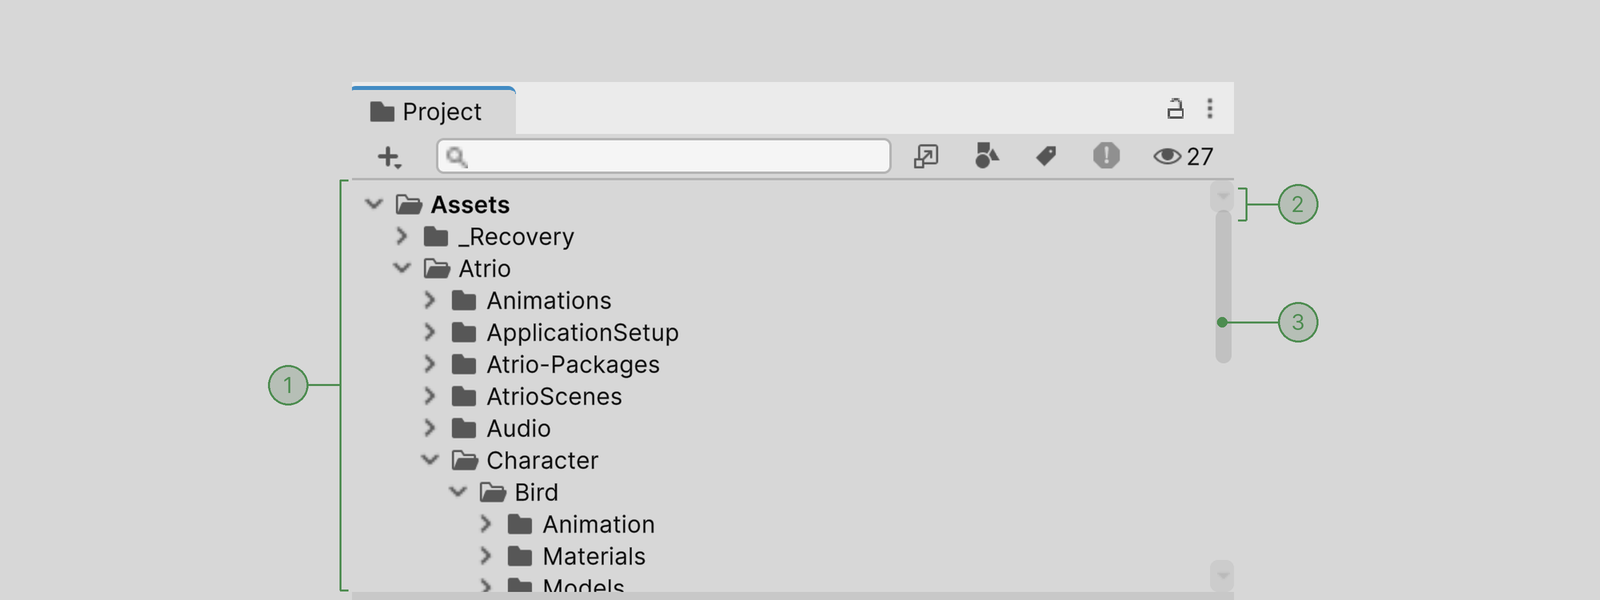 Project
27
Assets
2
_Recovery
Atrio
Animations
3
ApplicationSetup
Atrio-Packages
1
AtrioScenes
Audio
Character
Bird
Animation
Materials
Models